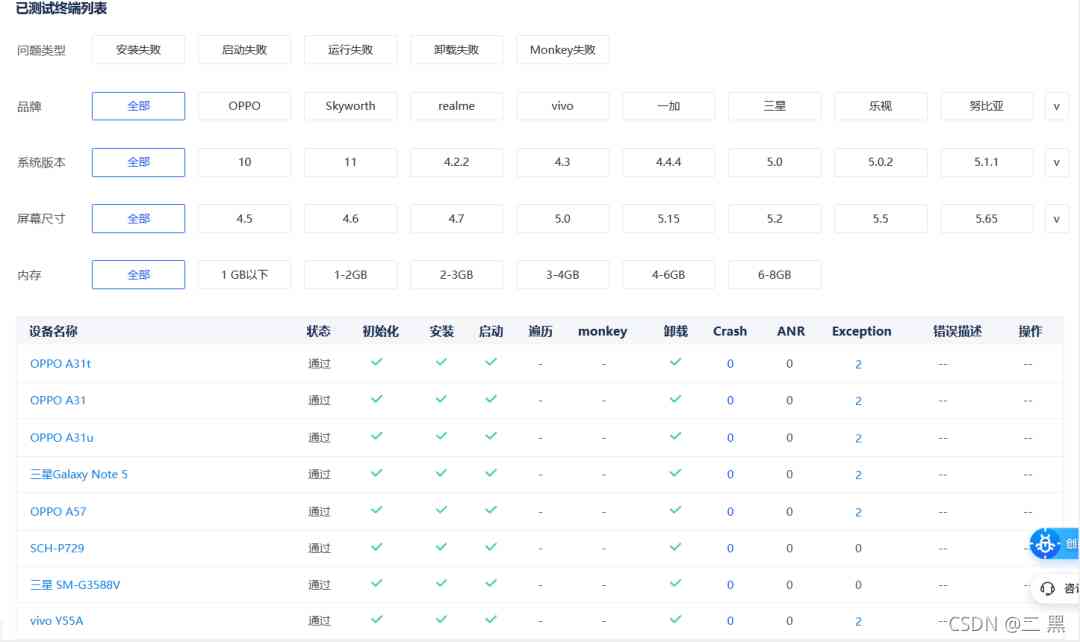 已测试终端列表
问题类型 安装失败 启动失败 运行失败 卸载失败 Monkey失败
品牌 全部 OPPO Skyworth realme vivo 一加 三星 乐视 努比亚 v
系统版本 全部 10 11 4.2.2 4.3 4.4.4 5.0 5.0.2 5.1.1 v
屏幕尺寸 全部 4.5 4.6 4.7 5.0 5.15 5.2 5.5 5.65 v
内存 全部 1 GB以下 1-2GB 2-3GB 3-4GB 4-6GB 6-8GB
设备名称 状态 初始化 安装 启动 遍历 monkey 卸载 Crash ANR Exception 错误描述 操作
OPPO A31t 通过 - - 0 0 2 -- --
OPPO A31 通过 - - 0 0 2 -- --
OPPO A31u 通过 - - 0 0 2 -- --
三星Galaxy Note 5 通过 - - 0 0 2 -- --
OPPO A57 通过 - - 0 0 2 -- --
SCH-P729 通过 - - 0 0 0 -- --
三星 SM-G3588V 通过 - - 0 0 0 -- --
vivo Y55A 通过 - - 0 0 2 --
CSDN @二 黑